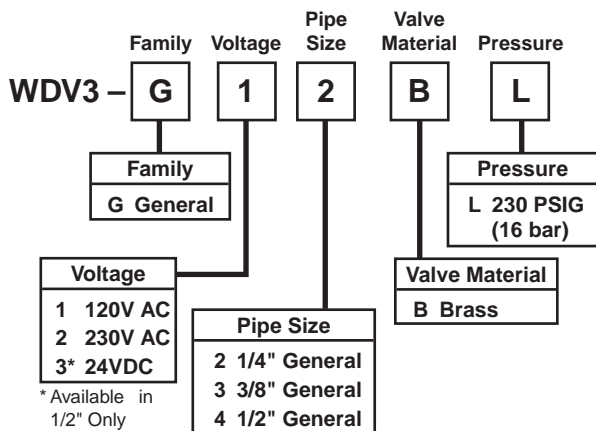 Family Voltage Pipe Size Valve Material Pressure
WDV3 – G 1 2 B L
Family
G General
Pressure
L 230 PSIG
(16 bar)
Voltage
1 120V AC
2 230V AC
3* 24VDC
* Available in
1/2" Only
Pipe Size
2 1/4" General
3 3/8" General
4 1/2" General
Valve Material
B Brass